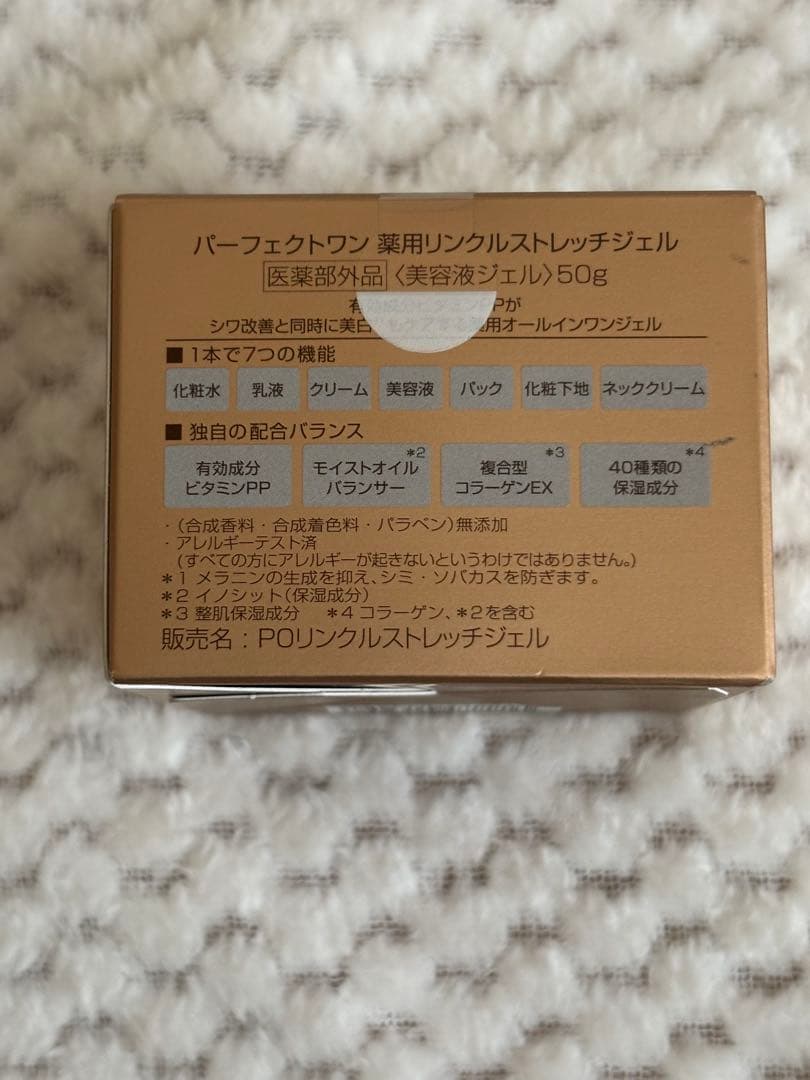 パーフェクトワン 薬用リンクルストレッチジェル
医薬部外品〈美容液ジェル〉50g
Pが
シワ改善と同時に美白 用オールインワンジェル
■ 1本で7つの機能
化粧水 乳液 クリーム 美容液 パック 化粧下地 ネッククリーム
■ 独自の配合バランス
有効成分
ビタミンPP
モイストオイル*2
バランサー
複合型*3
コラーゲンEX
40種類の*4
保湿成分
・(合成香料・合成着色料・パラベン)無添加
・アレルギーテスト済
(すべての方にアレルギーが起きないというわけではありません。)
*1 メラニンの生成を抑え、シミ・ソバカスを防ぎます。
*2 イノシット(保湿成分)
*3 整肌保湿成分 *4 コラーゲン、*2を含む
販売名:POリンクルストレッチジェル